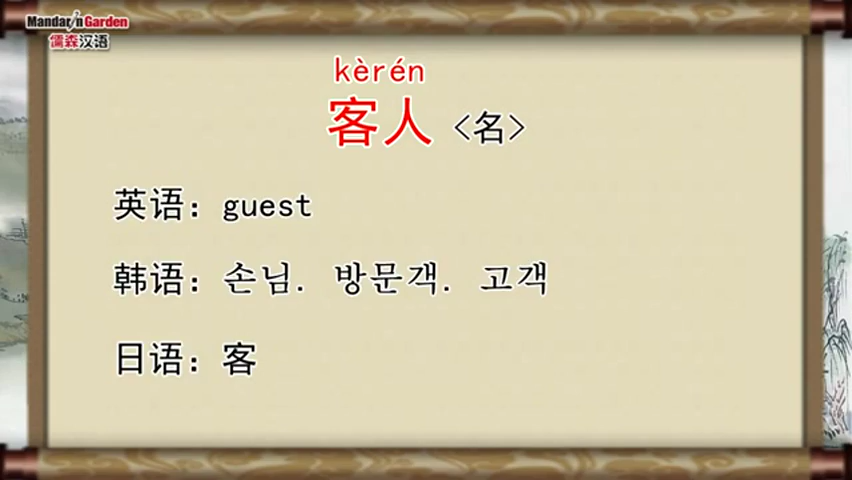 Mandarin Garden
儒森汉语
kèrén
客人 <名>
英语：guest
韩语：손님. 방문객. 고객
日语：客